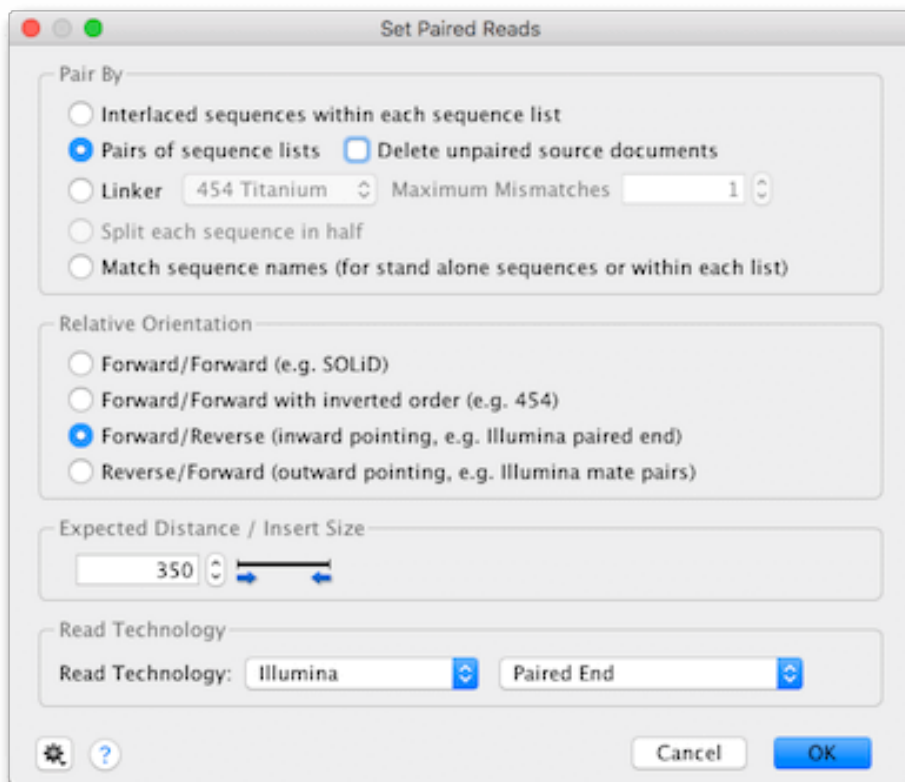 Set Paired Reads
Pair By
Interlaced sequences within each sequence list
Pairs of sequence lists Delete unpaired source documents
Linker 454 Titanium Maximum Mismatches 1
Split each sequence in half
Match sequence names (for stand alone sequences or within each list)
Relative Orientation
Forward/Forward (e.g. SOLiD)
Forward/Forward with inverted order (e.g. 454)
Forward/Reverse (inward pointing, e.g. Illumina paired end)
Reverse/Forward (outward pointing, e.g. Illumina mate pairs)
Expected Distance / Insert Size
350
Read Technology
Read Technology: Illumina Paired End
? Cancel OK